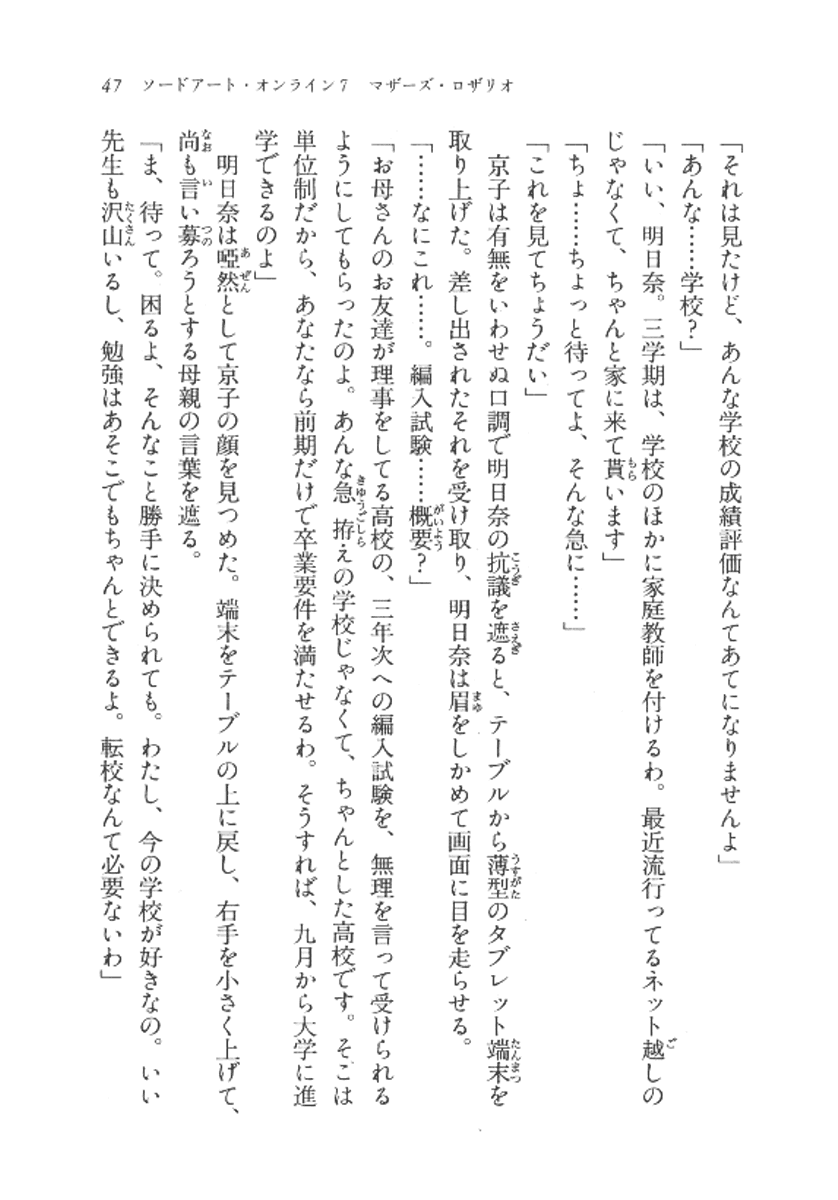 47 ソードアート・オンライン7 マザーズ・ロザリオ
「それは見たけど、あんな学校の成績評価なんてあてになりませんよ」
「あんな……学校?」
「いい、明日奈。三学期は、学校のほかに家庭教師を付けるわ。最近流行ってるネット越しの
じゃなくて、ちゃんと家に来て貰います」
「ちょ……ちょっと待ってよ、そんな急に……」
「これを見てちょうだい」
京子は有無をいわせぬ口調で明日奈の抗議を遮ると、テーブルから薄型のタブレット端末を
取り上げた。差し出されたそれを受け取り、明日奈は眉をしかめて画面に目を走らせる。
「……なにこれ……。編入試験……概要?」
「お母さんのお友達が理事をしてる高校の、三年次への編入試験を、無理を言って受けられる
ようにしてもらったのよ。あんな急拵えの学校じゃなくて、ちゃんとした高校です。そこは
単位制だから、あなたなら前期だけで卒業要件を満たせるわ。そうすれば、九月から大学に進
学できるのよ」
明日奈は啞然として京子の顔を見つめた。端末をテーブルの上に戻し、右手を小さく上げて、
尚も言い募ろうとする母親の言葉を遮る。
「ま、待って。困るよ、そんなこと勝手に決められても。わたし、今の学校が好きなの。いい
先生も沢山いるし、勉強はあそこでもちゃんとできるよ。転校なんて必要ないわ」